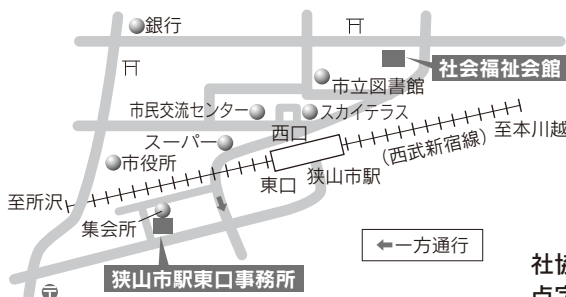 銀行
社会福祉会館
市立図書館
市民交流センター
スカイテラス
西口
スーパー
至本川越
(西武新宿線)
市役所
狭山市駅
東口
至所沢
集会所
一方通行
狭山市駅東口事務所
社協